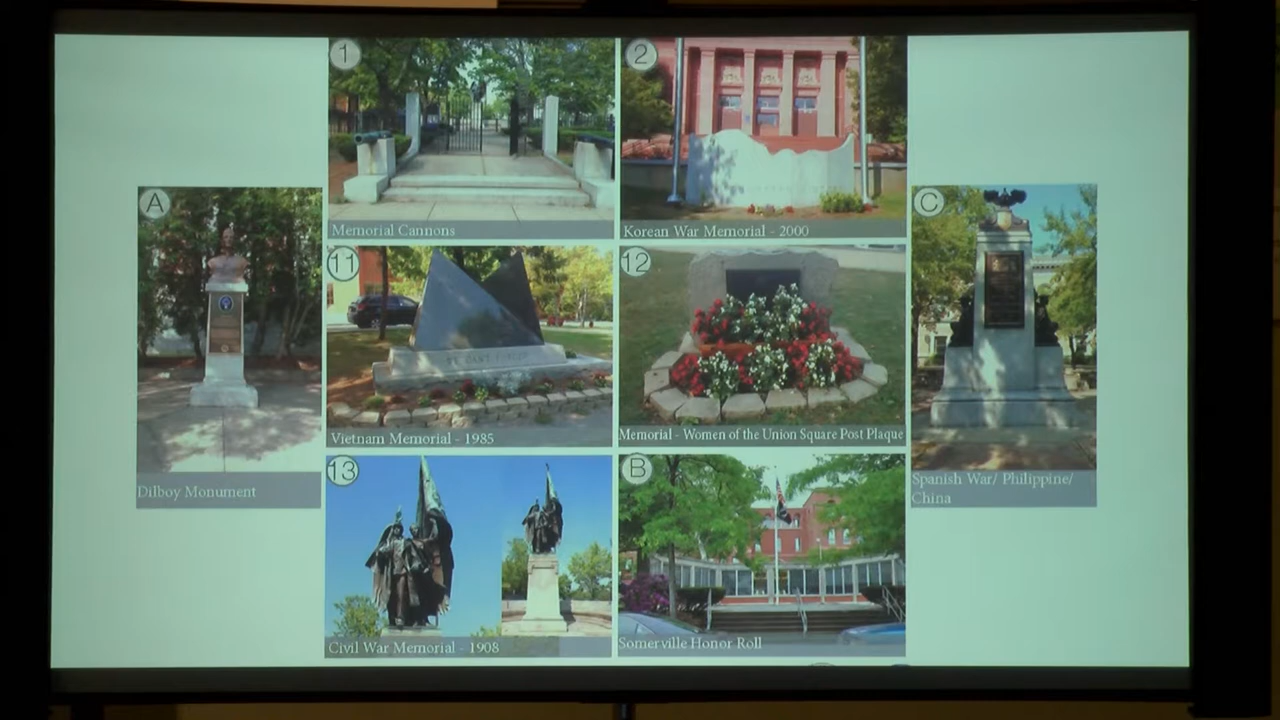 1
Memorial Cannons
2
Korean War Memorial - 2000
A
Dilboy Monument
11
Vietnam Memorial - 1985
12
Memorial - Women of the Union Square Post Plaque
C
Spanish War/ Philippine/
China
13
Civil War Memorial - 1908
B
Somerville Honor Roll